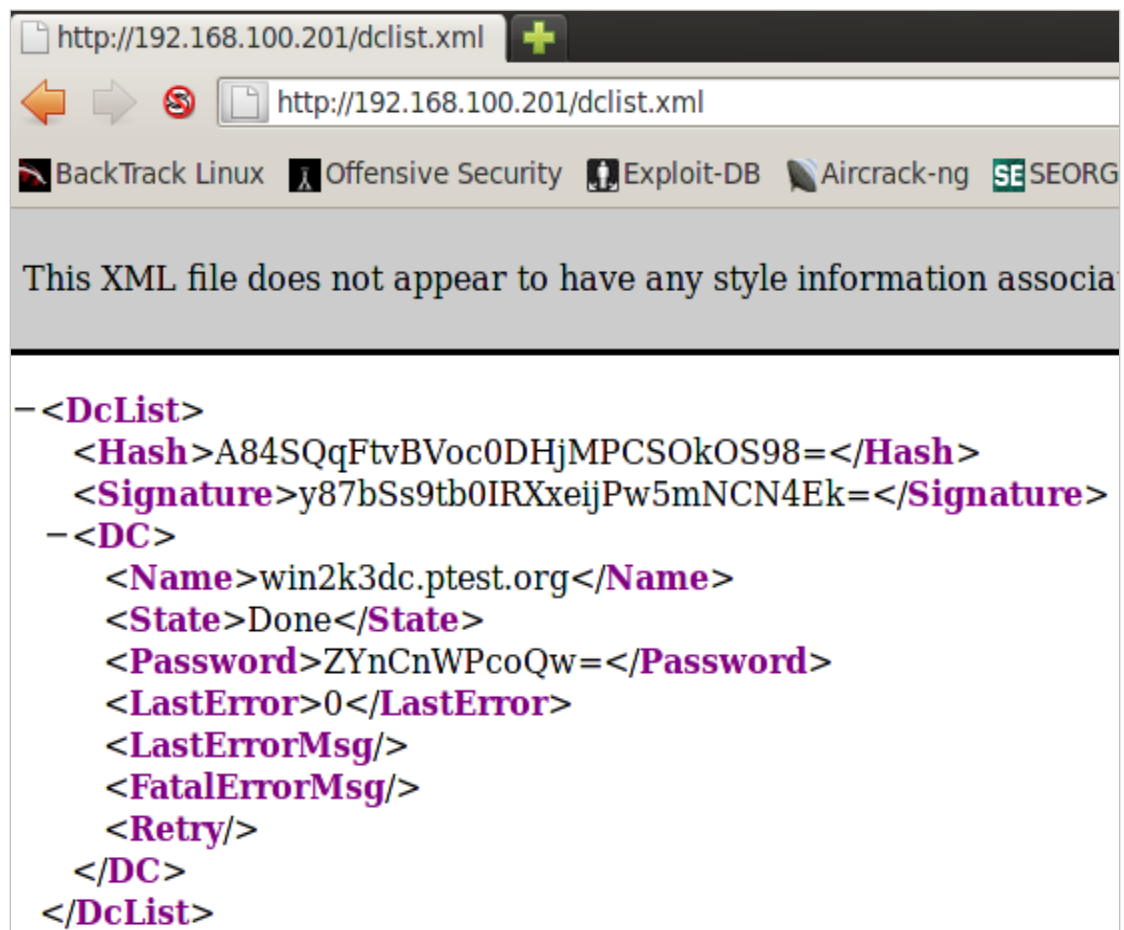 http://192.168.100.201/dclist.xml
http://192.168.100.201/dclist.xml
BackTrack Linux Offensive Security Exploit-DB Aircrack-ng SE SEORG
This XML file does not appear to have any style information associa
−<DcList>
<Hash>A84SQqFtvBVoc0DHjMPCSOkOS98=</Hash>
<Signature>y87bSs9tb0IRXxeijPw5mNCN4Ek=</Signature>
−<DC>
<Name>win2k3dc.ptest.org</Name>
<State>Done</State>
<Password>ZYnCnWPcoQw=</Password>
<LastError>0</LastError>
<LastErrorMsg/>
<FatalErrorMsg/>
<Retry/>
</DC>
</DcList>